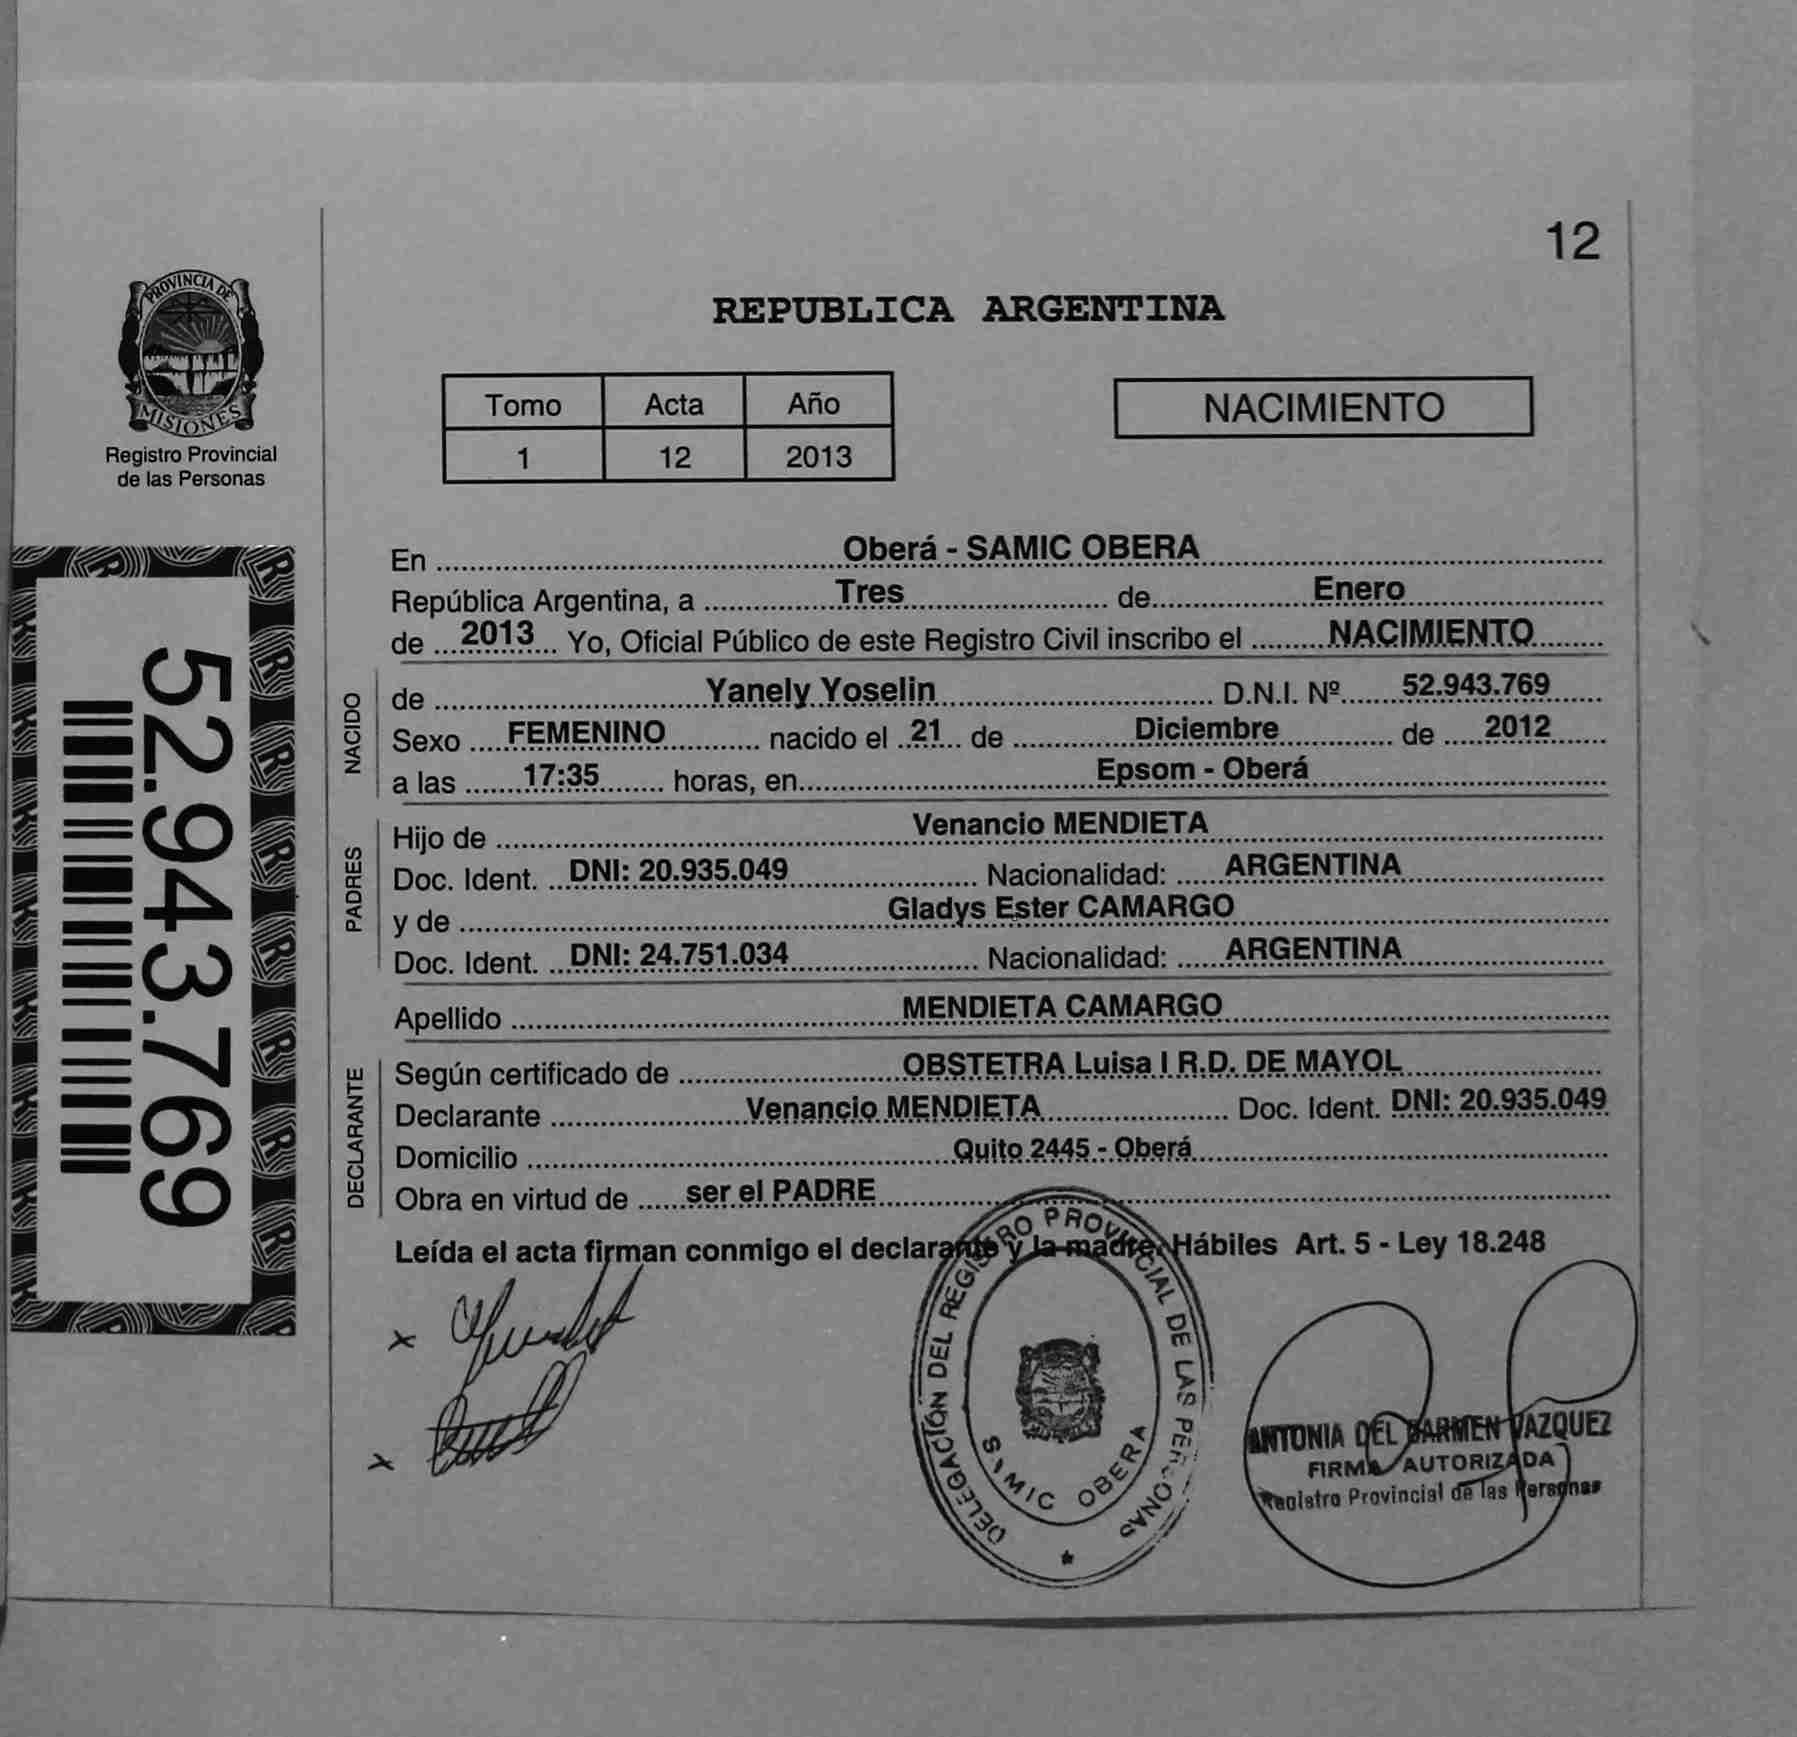 12
PROVINCIA DE
MISIONES
Registro Provincial
de las Personas
REPUBLICA ARGENTINA
Tomo Acta Año
1 12 2013
NACIMIENTO
52.943.769
En Oberá - SAMIC OBERA
República Argentina, a Tres de Enero
de 2013 Yo, Oficial Público de este Registro Civil inscribo el NACIMIENTO
NACIDO
de Yanely Yoselin D.N.I. Nº 52.943.769
Sexo FEMENINO nacido el 21 de Diciembre de 2012
a las 17:35 horas, en Epsom - Oberá
PADRES
Hijo de Venancio MENDIETA
Doc. Ident. DNI: 20.935.049 Nacionalidad: ARGENTINA
y de Gladys Ester CAMARGO
Doc. Ident. DNI: 24.751.034 Nacionalidad: ARGENTINA
Apellido MENDIETA CAMARGO
DECLARANTE
Según certificado de OBSTETRA Luisa I R.D. DE MAYOL
Declarante Venancio MENDIETA Doc. Ident. DNI: 20.935.049
Domicilio Quito 2445 - Oberá
Obra en virtud de ser el PADRE
Leída el acta firman conmigo el declarante y la madre. Hábiles Art. 5 - Ley 18.248
DELEGACIÓN DEL REGISTRO PROVINCIAL DE LAS PERSONAS
SAMIC OBERA
ANTONIA DEL CARMEN VAZQUEZ
FIRMA AUTORIZADA
Registro Provincial de las Personas